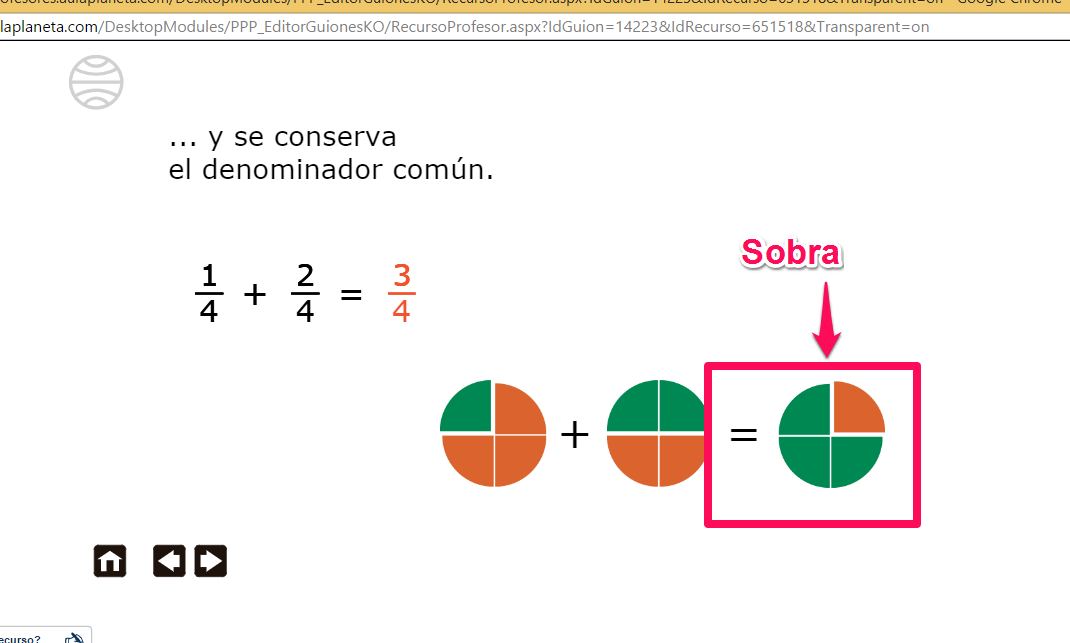 laplaneta.com/DesktopModules/PPP_EditorGuionesKO/RecursoProfesor.aspx?IdGuion=14223&IdRecurso=651518&Transparent=on
... y se conserva
el denominador común.
Sobra
1/4 + 2/4 = 3/4
+ =
ecurso?